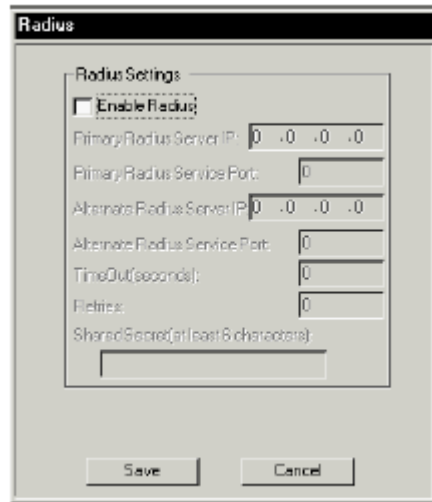 Radius
Radius Settings
Enable Radius
Primary Radius Server IP: 0 .0 .0 .0
Primary Radius Service Port: 0
Alternate Radius Server IP 0 .0 .0 .0
Alternate Radius Service Port: 0
TimeOut(seconds): 0
Retries: 0
Shared Secret(at least 6 characters):
Save Cancel